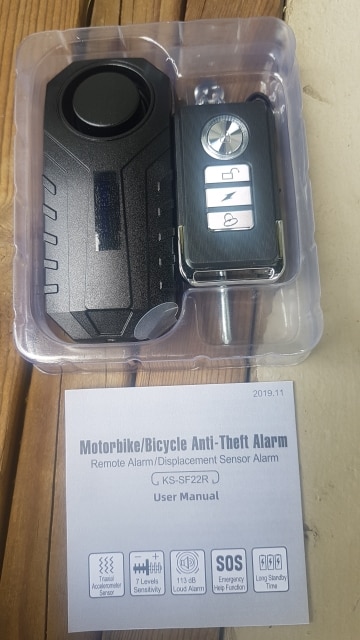 2019.11
Motorbike/Bicycle Anti-Theft Alarm
Remote Alarm/Displacement Sensor Alarm
KS-SF22R
User Manual
Triaxial
Accelerometer
Sensor
- +
7 Levels
Sensitivity
113 dB
Loud Alarm
SOS
Emergency
Help Function
Long Standby
Time